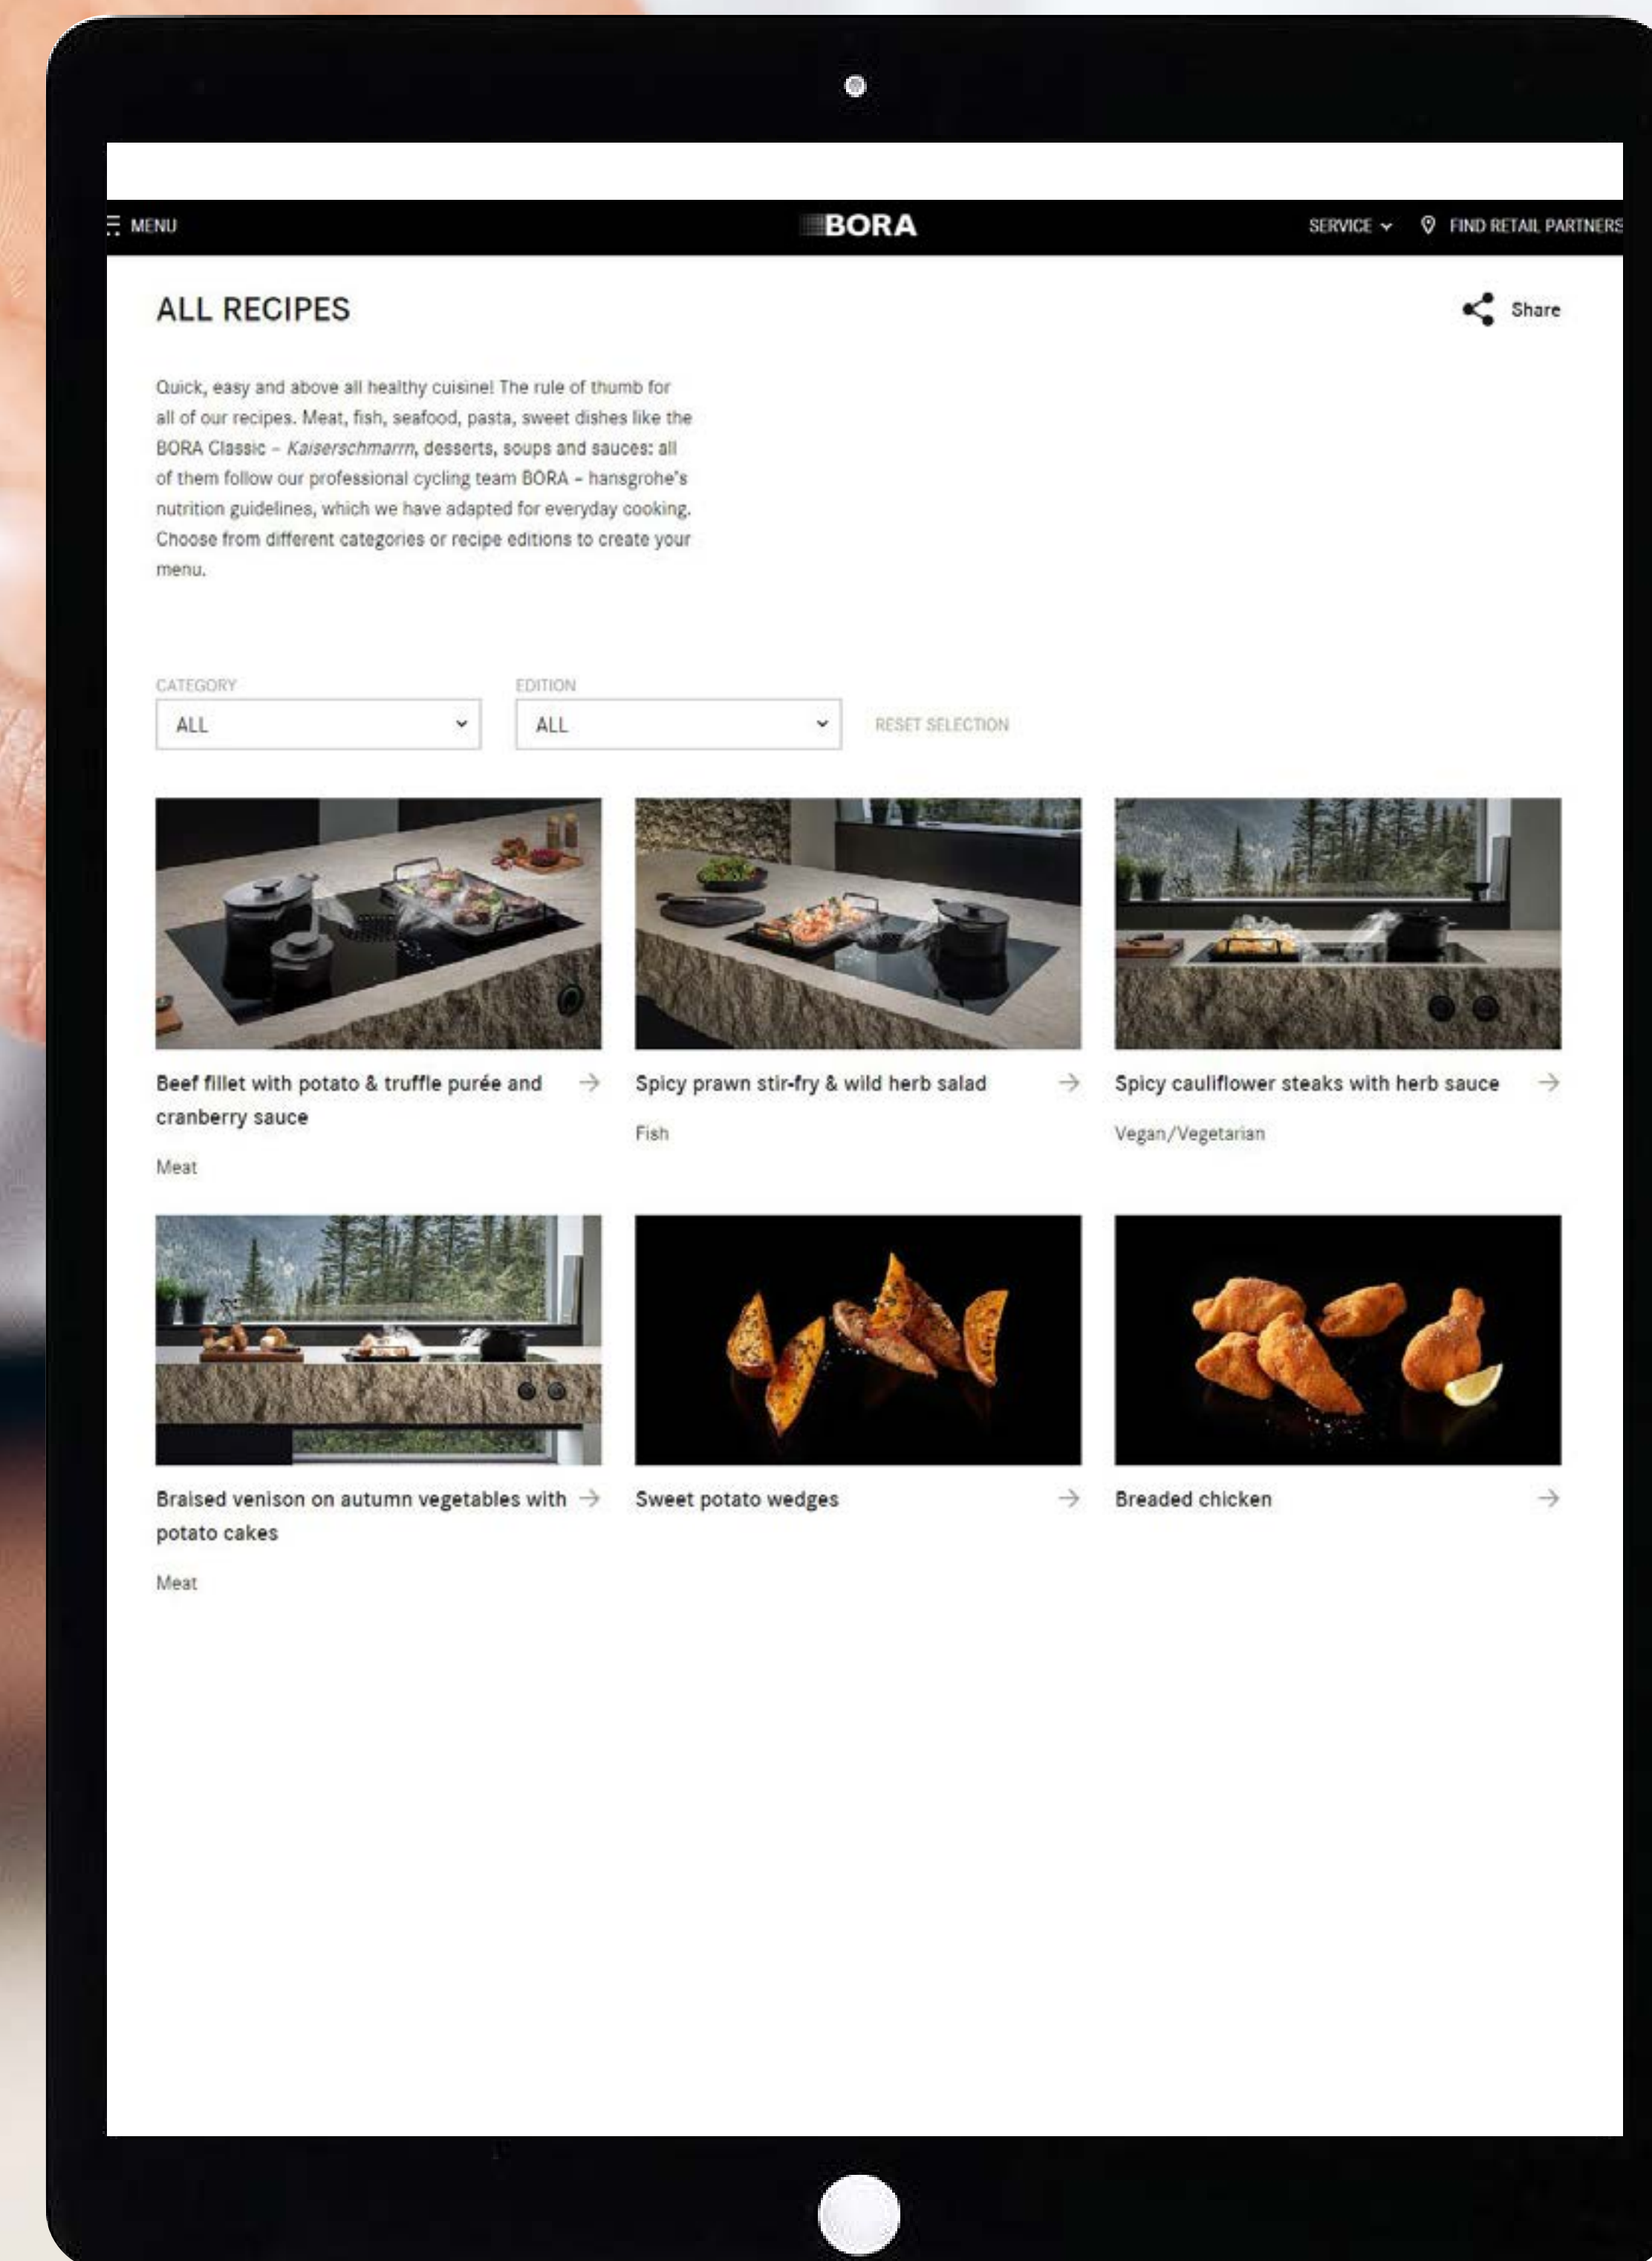 MENU
BORA
SERVICE
FIND RETAIL PARTNERS
ALL RECIPES
Share
Quick, easy and above all healthy cuisine! The rule of thumb for
all of our recipes. Meat, fish, seafood, pasta, sweet dishes like the
BORA Classic – Kaiserschmarrn, desserts, soups and sauces: all
of them follow our professional cycling team BORA – hansgrohe's
nutrition guidelines, which we have adapted for everyday cooking.
Choose from different categories or recipe editions to create your
menu.
CATEGORY
EDITION
ALL
ALL
RESET SELECTION
Beef fillet with potato & truffle purée and
cranberry sauce
Meat
Spicy prawn stir-fry & wild herb salad
Fish
Spicy cauliflower steaks with herb sauce
Vegan/Vegetarian
Braised venison on autumn vegetables with
potato cakes
Meat
Sweet potato wedges
Breaded chicken